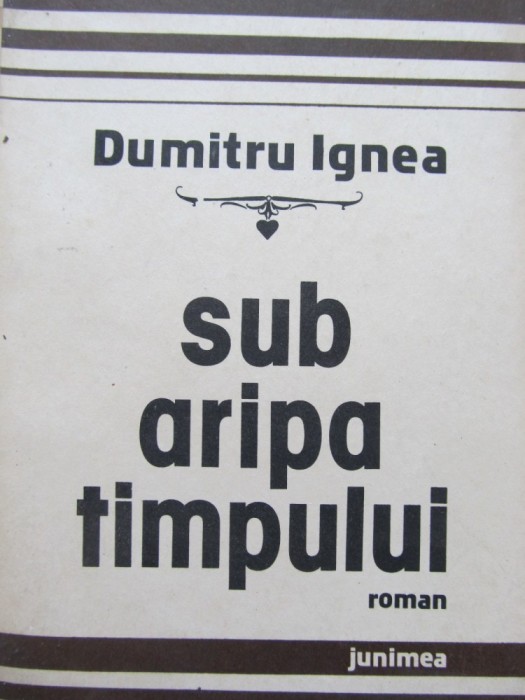 Dumitru Ignea
sub
aripa
timpului
roman
junimea